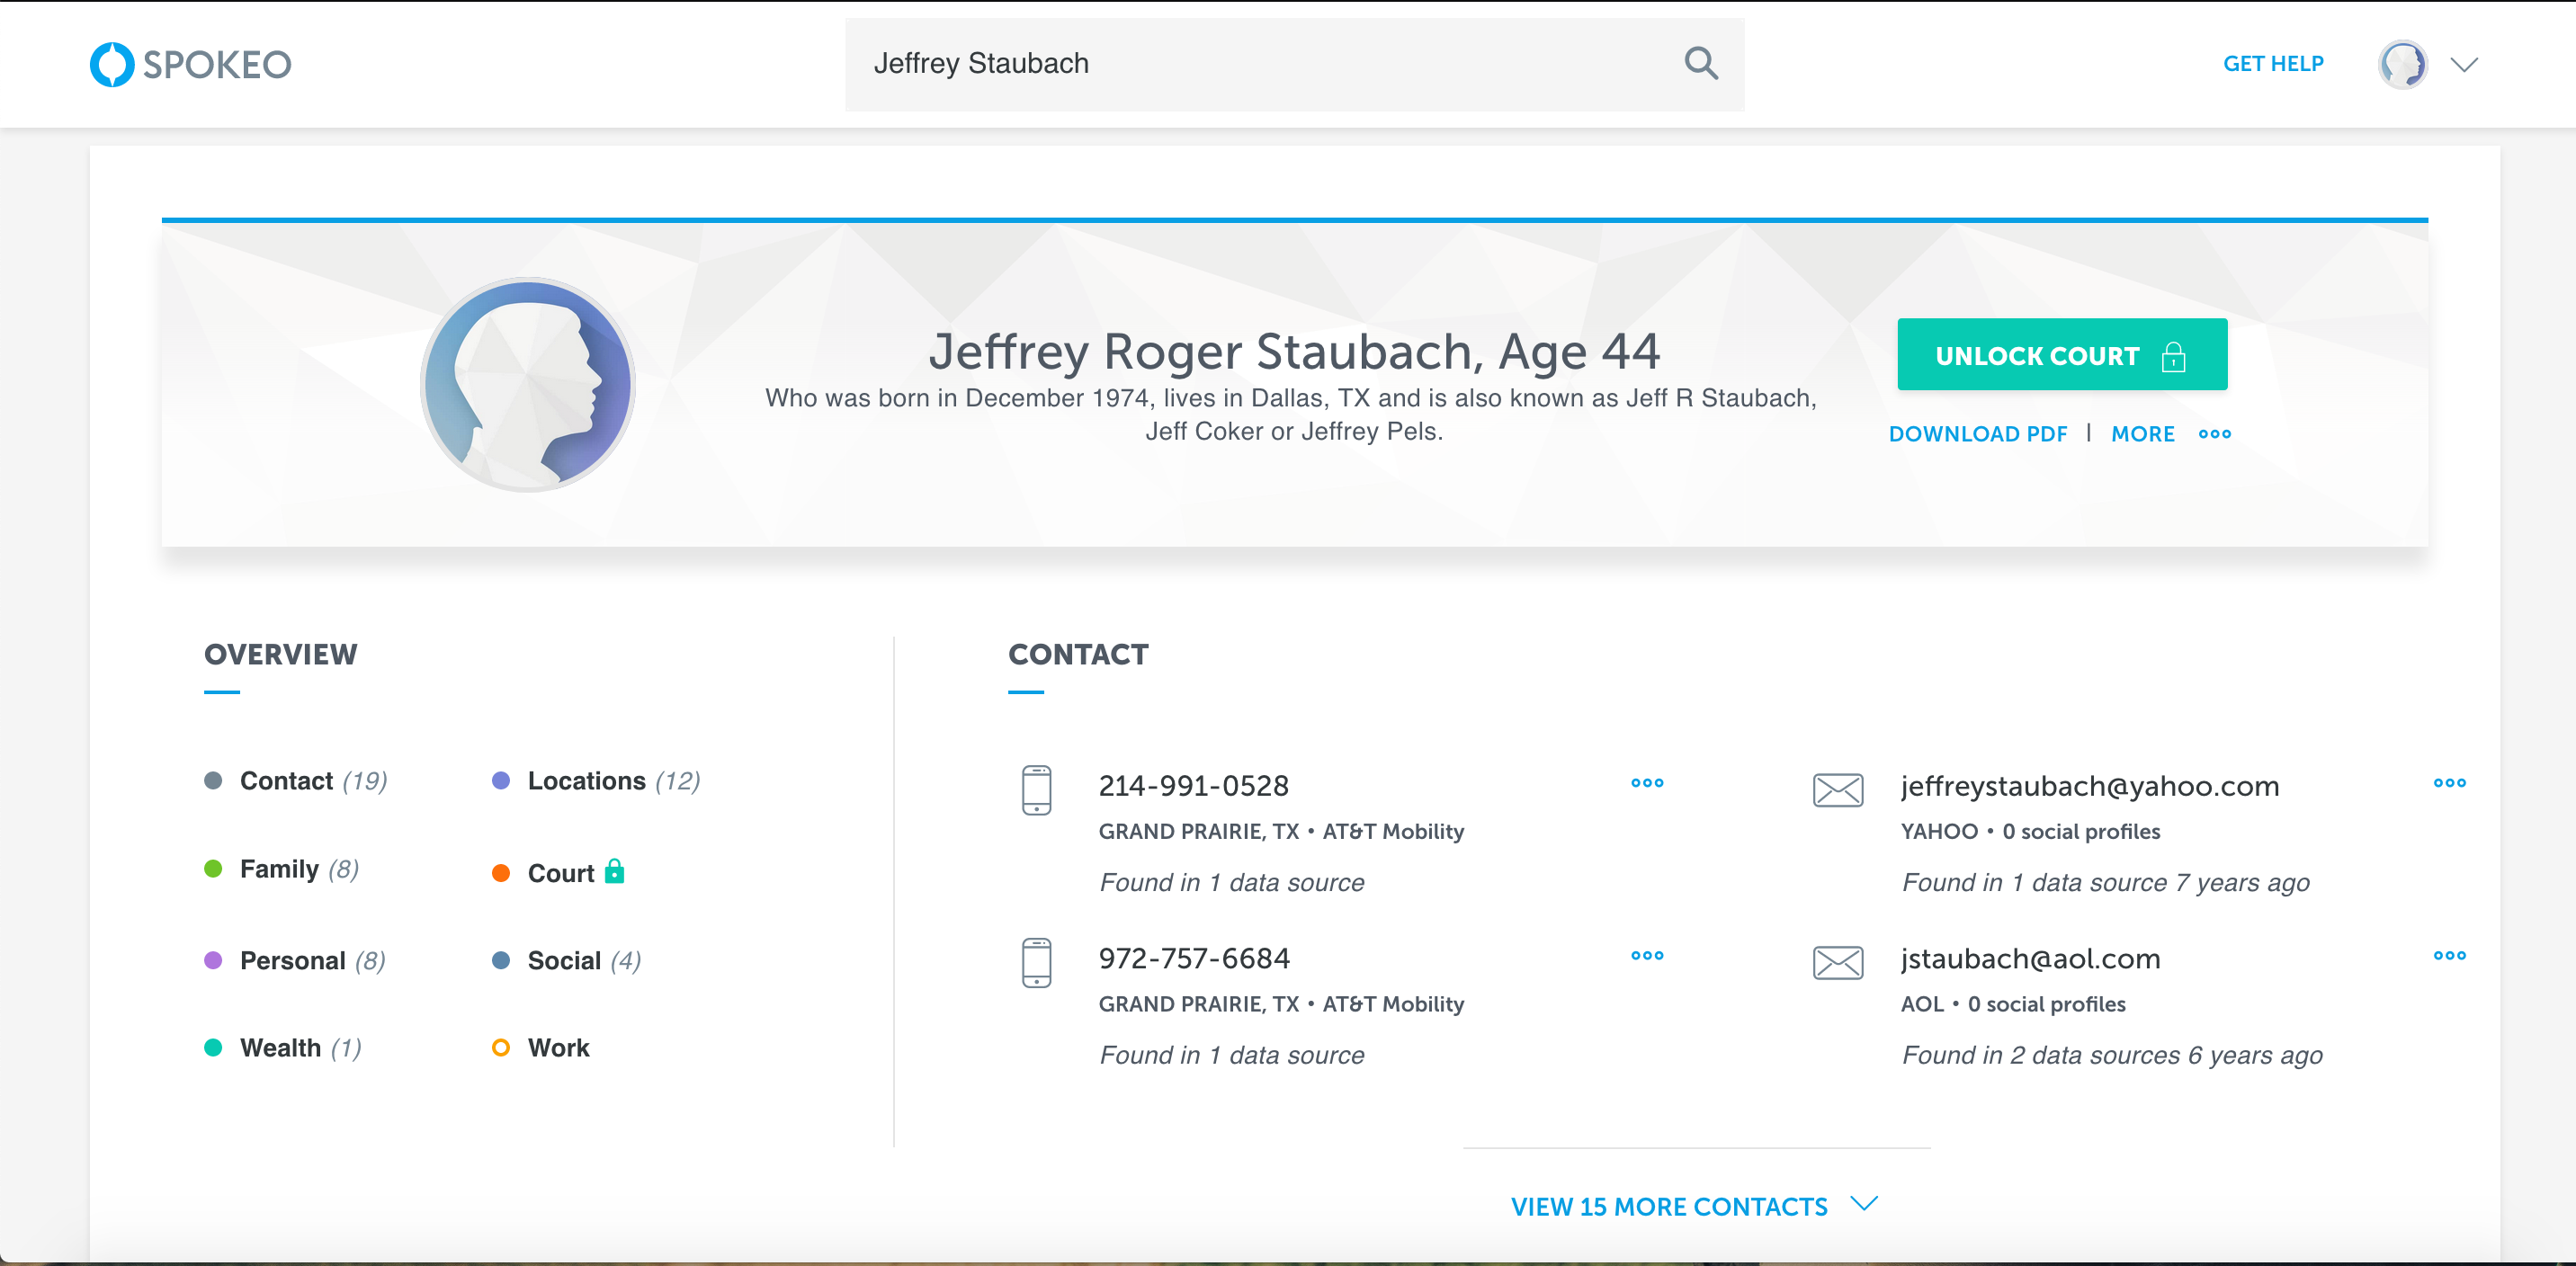 SPOKEO
Jeffrey Staubach
GET HELP
Jeffrey Roger Staubach, Age 44
Who was born in December 1974, lives in Dallas, TX and is also known as Jeff R Staubach,
Jeff Coker or Jeffrey Pels.
UNLOCK COURT
DOWNLOAD PDF | MORE
OVERVIEW
Contact (19)
Locations (12)
Family (8)
Court
Personal (8)
Social (4)
Wealth (1)
Work
CONTACT
214-991-0528
GRAND PRAIRIE, TX • AT&T Mobility
Found in 1 data source
jeffreystaubach@yahoo.com
YAHOO • 0 social profiles
Found in 1 data source 7 years ago
972-757-6684
GRAND PRAIRIE, TX • AT&T Mobility
Found in 1 data source
jstaubach@aol.com
AOL • 0 social profiles
Found in 2 data sources 6 years ago
VIEW 15 MORE CONTACTS